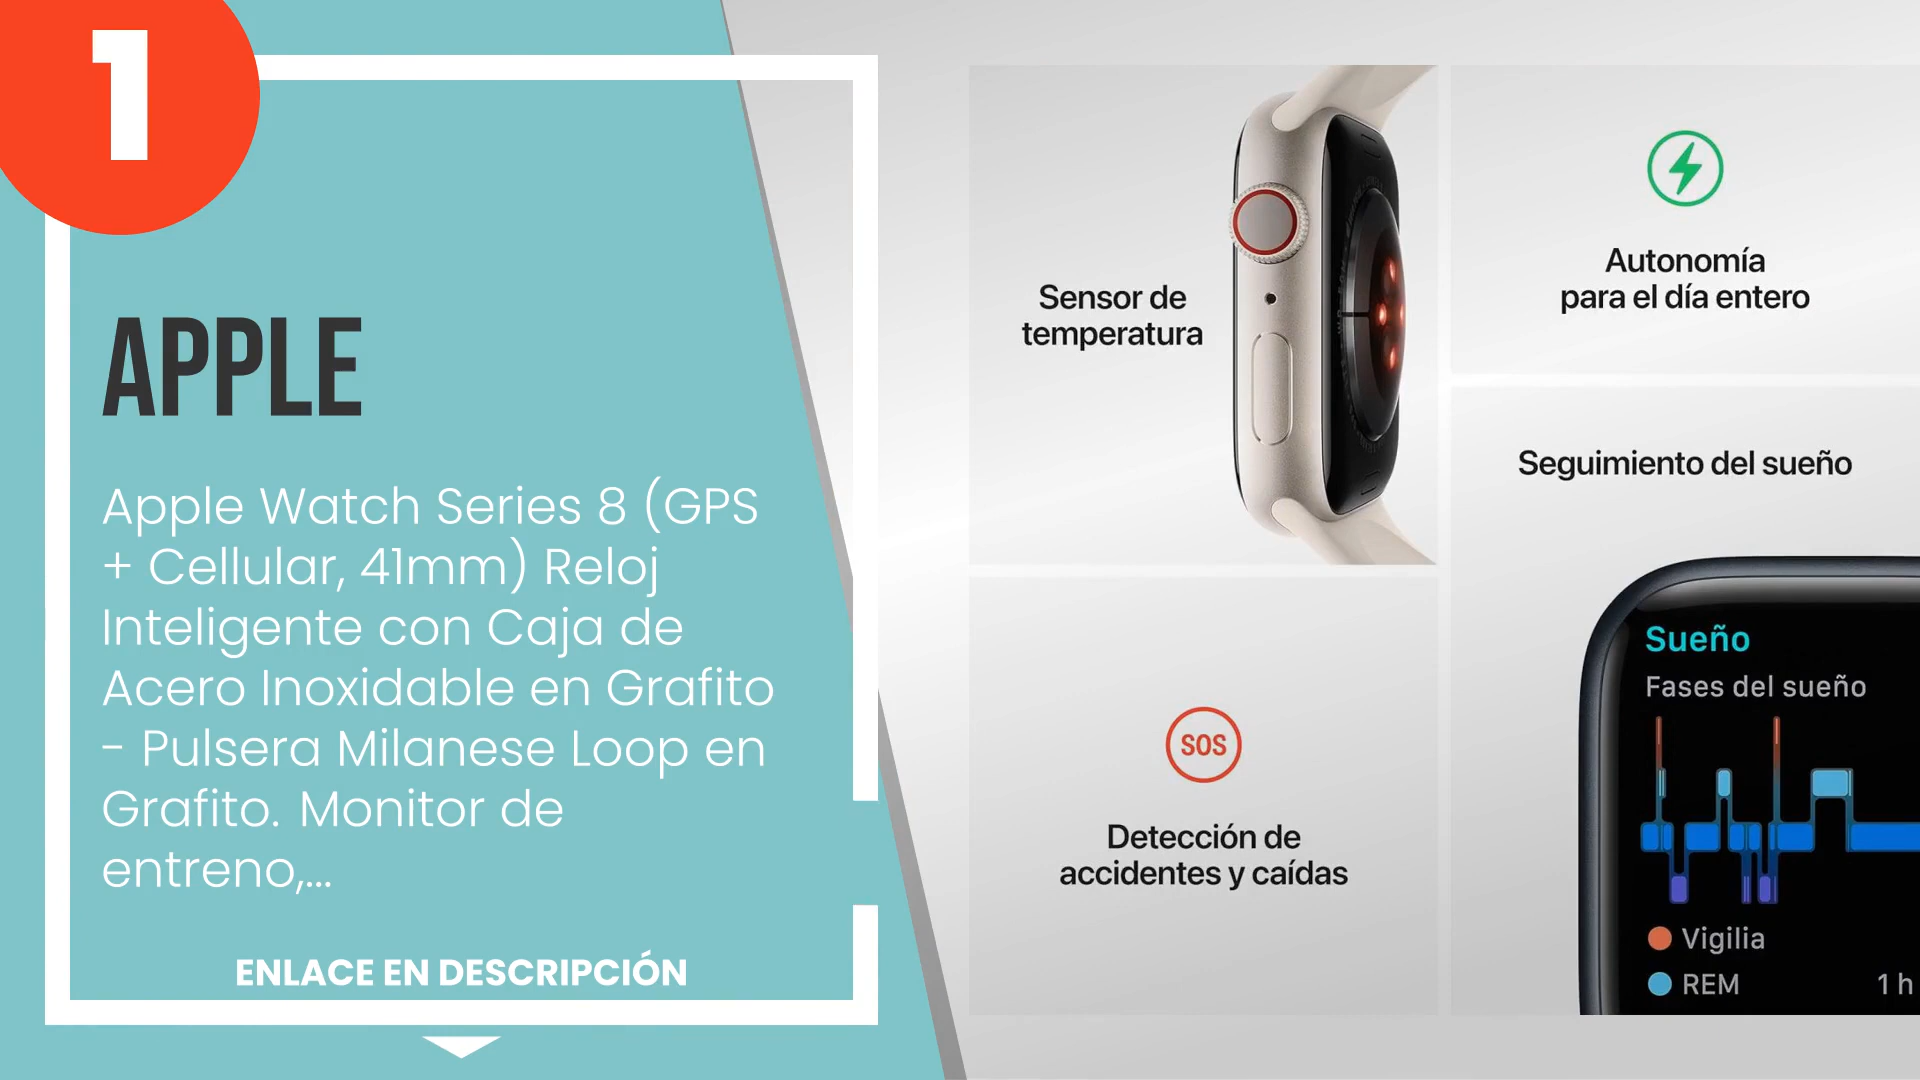 1
APPLE
Apple Watch Series 8 (GPS
+ Cellular, 41mm) Reloj
Inteligente con Caja de
Acero Inoxidable en Grafito
- Pulsera Milanese Loop en
Grafito. Monitor de
entreno,...
ENLACE EN DESCRIPCIÓN
Sensor de
temperatura
Autonomía
para el día entero
SOS
Detección de
accidentes y caídas
Seguimiento del sueño
Sueño
Fases del sueño
Vigilia
REM 1 h